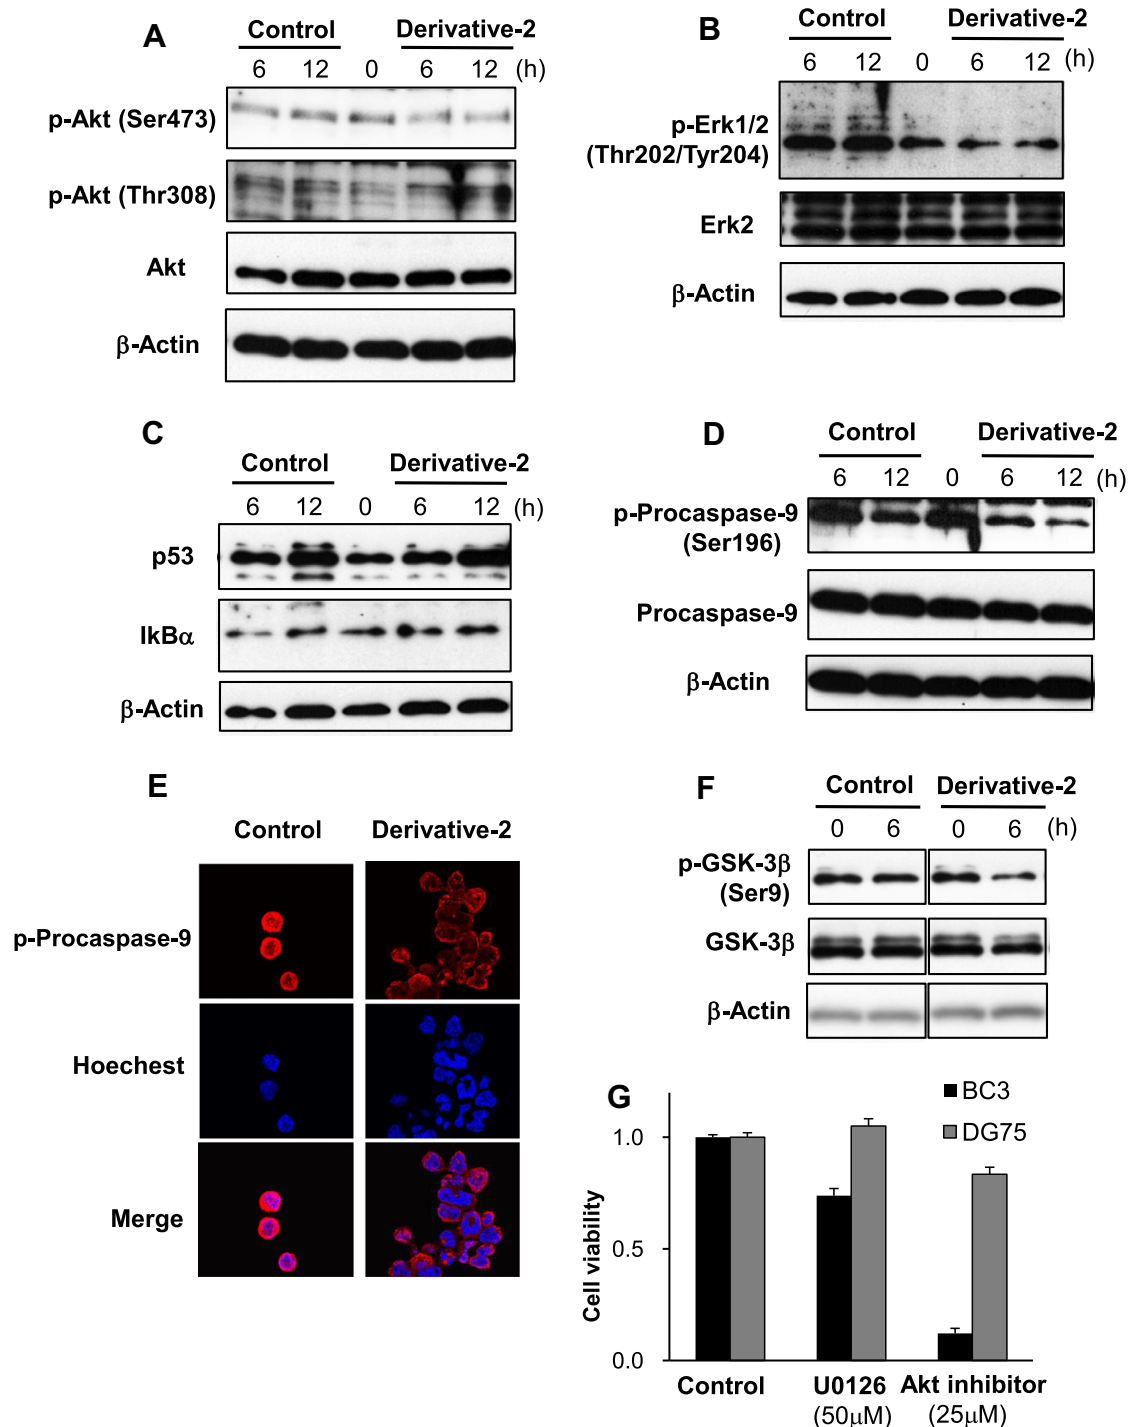 A
Control Derivative-2
6 12 0 6 12 (h)
p-Akt (Ser473)
p-Akt (Thr308)
Akt
β-Actin
B
Control Derivative-2
6 12 0 6 12 (h)
p-Erk1/2
(Thr202/Tyr204)
Erk2
β-Actin
C
Control Derivative-2
6 12 0 6 12 (h)
p53
IkBα
β-Actin
D
Control Derivative-2
6 12 0 6 12 (h)
p-Procaspase-9
(Ser196)
Procaspase-9
β-Actin
E
Control Derivative-2
p-Procaspase-9
Hoechest
Merge
F
Control Derivative-2
0 6 0 6 (h)
p-GSK-3β
(Ser9)
GSK-3β
β-Actin
G
BC3
DG75
Cell viability
1.0
0.5
0.0
Control U0126 Akt inhibitor
(50μM) (25μM)